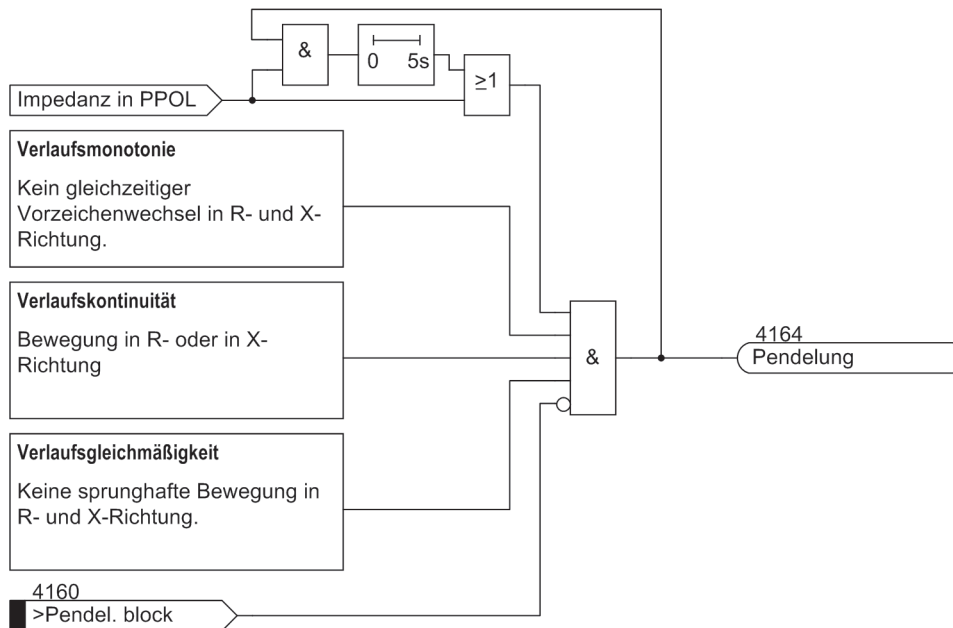 &
0 5s
≥1
Impedanz in PPOL
Verlaufsmonotonie
Kein gleichzeitiger
Vorzeichenwechsel in R- und X-
Richtung.
Verlaufskontinuität
Bewegung in R- oder in X-
Richtung
&
4164
Pendelung
Verlaufsgleichmäßigkeit
Keine sprunghafte Bewegung in
R- und X-Richtung.
4160
>Pendel. block